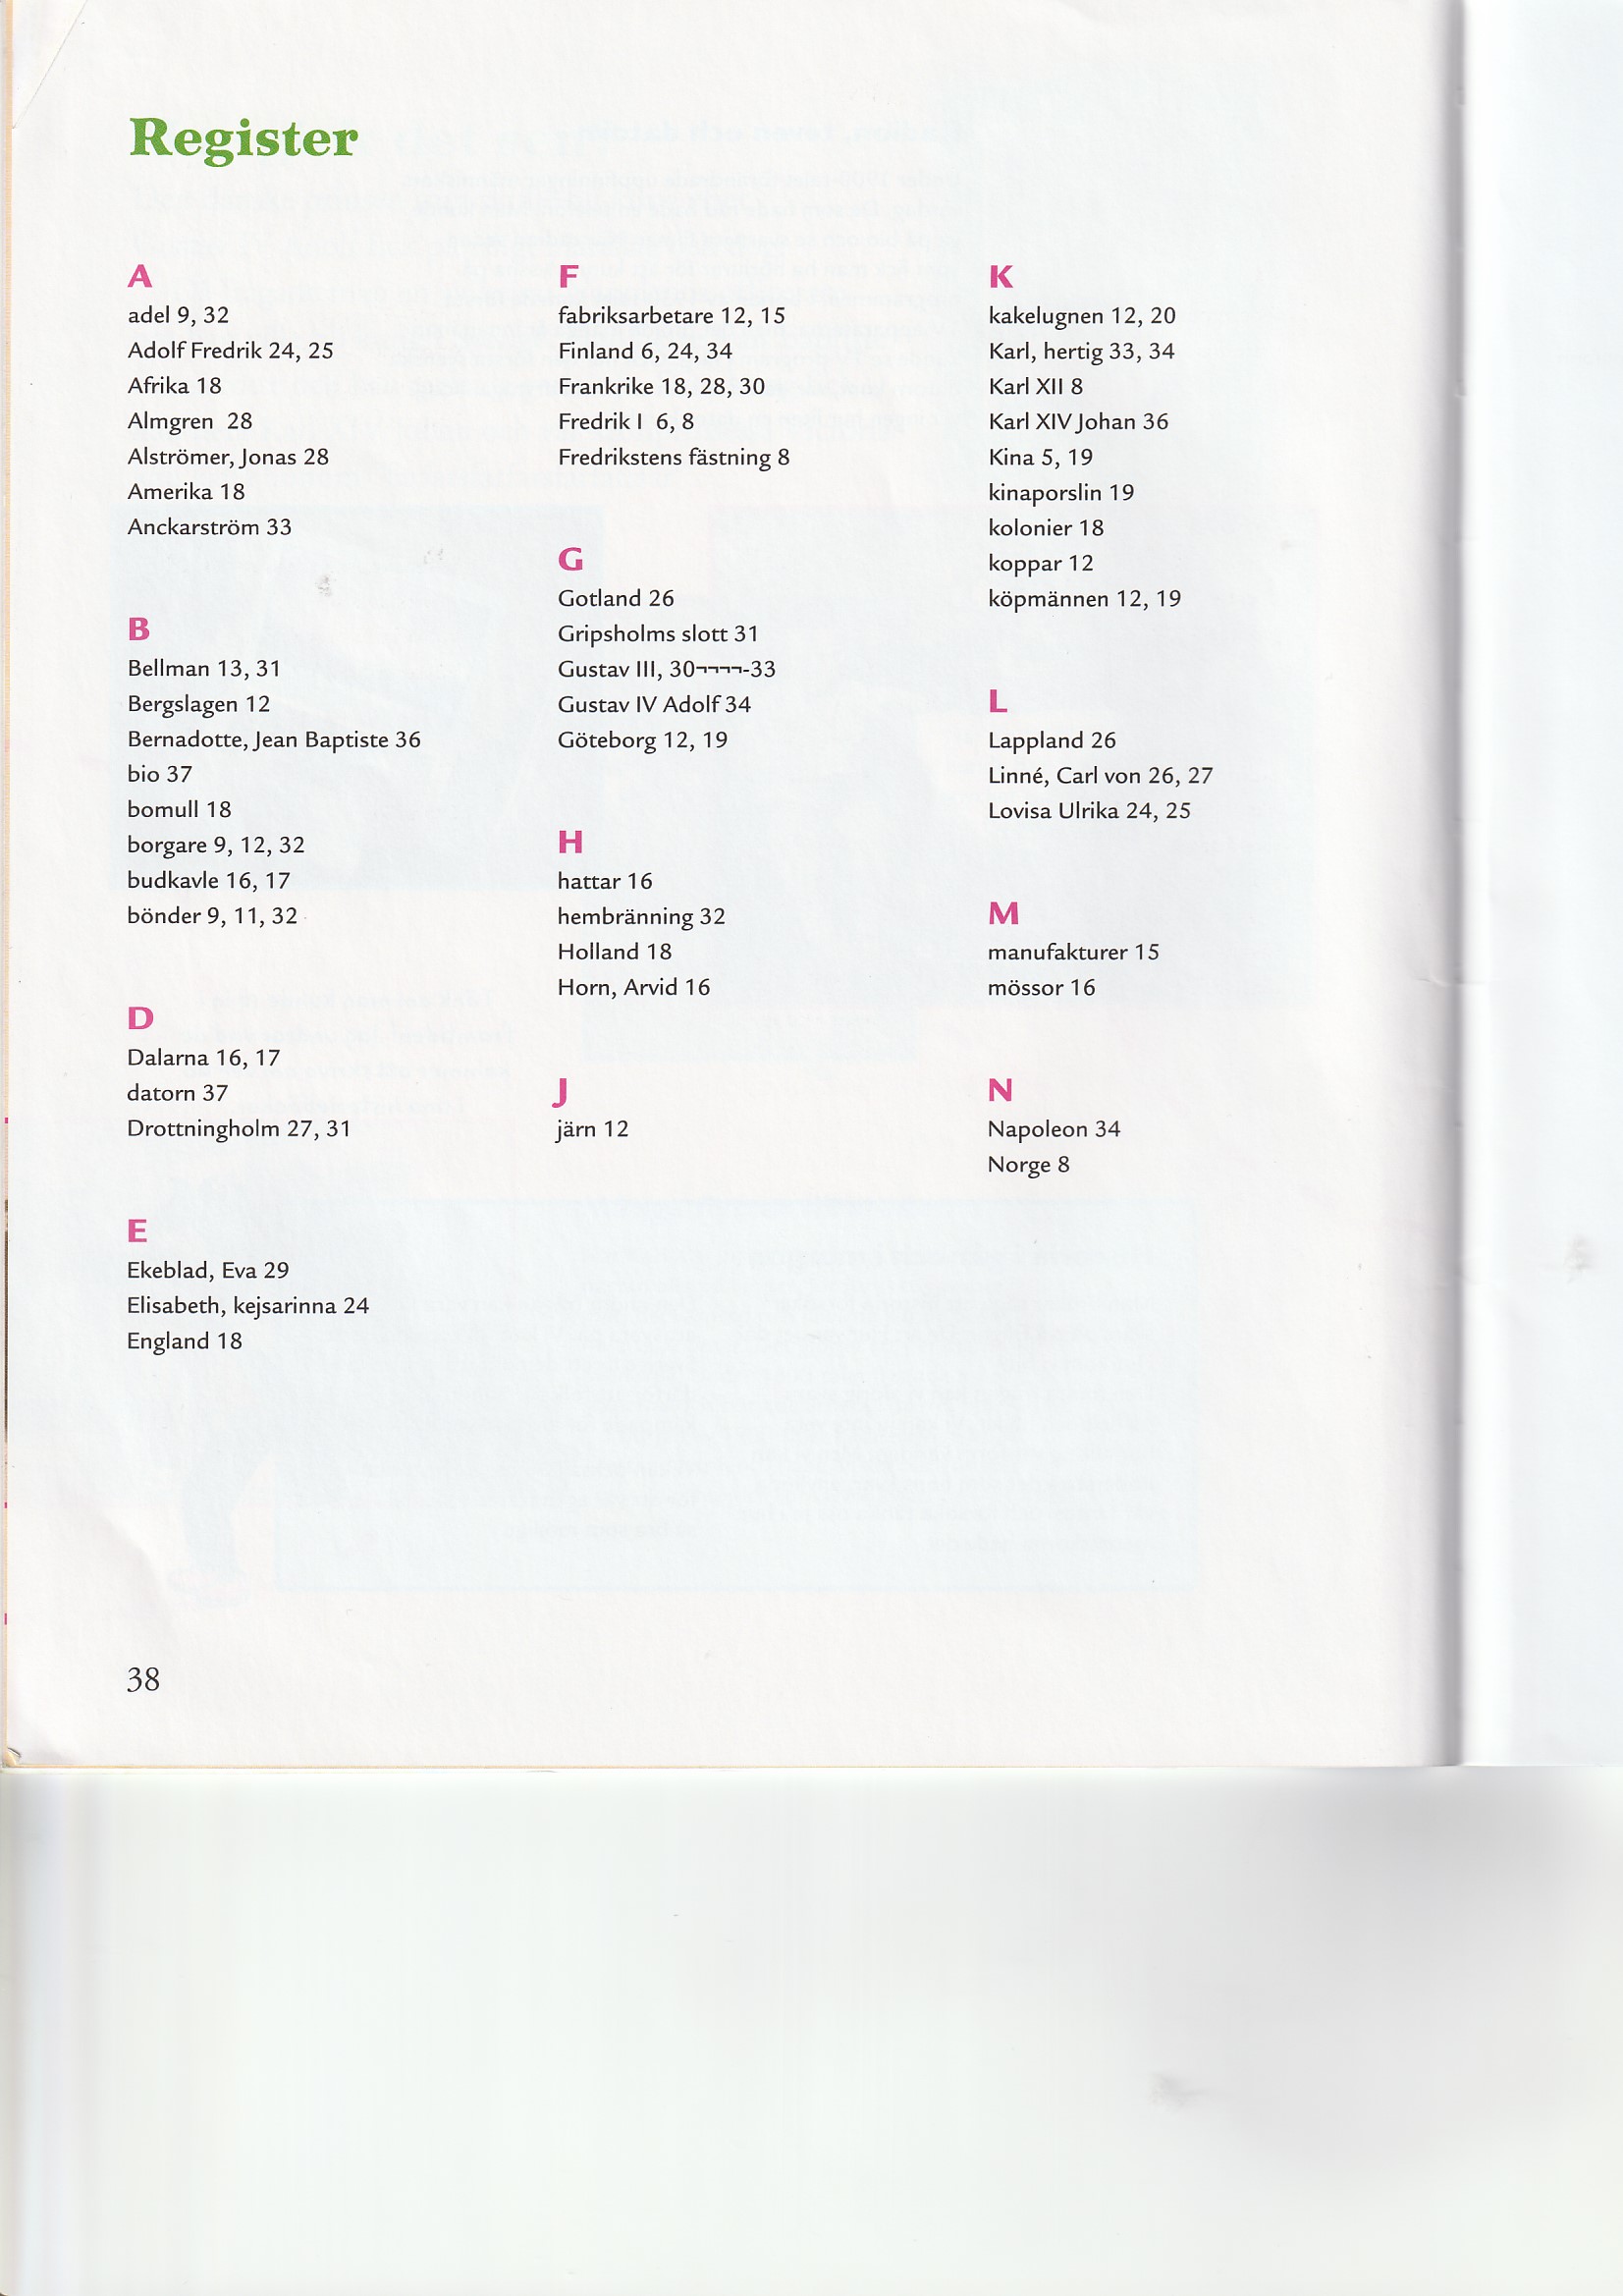 Register
A
adel 9, 32
Adolf Fredrik 24, 25
Afrika 18
Almgren  28
Alströmer, Jonas 28
Amerika 18
Anckarström 33
B
Bellman 13, 31
Bergslagen 12
Bernadotte, Jean Baptiste 36
bio 37
bomull 18
borgare 9, 12, 32
budkavle 16, 17
bönder 9, 11, 32
D
Dalarna 16, 17
datorn 37
Drottningholm 27, 31
E
Ekeblad, Eva 29
Elisabeth, kejsarinna 24
England 18
F
fabriksarbetare 12, 15
Finland 6, 24, 34
Frankrike 18, 28, 30
Fredrik I  6, 8
Fredrikstens fästning 8
G
Gotland 26
Gripsholms slott 31
Gustav III, 30¬¬¬¬-33
Gustav IV Adolf 34
Göteborg 12, 19
H
hattar 16
hembränning 32
Holland 18
Horn, Arvid 16
J
järn 12
K
kakelugnen 12, 20
Karl, hertig 33, 34
Karl XII 8
Karl XIV Johan 36
Kina 5, 19
kinaporslin 19
kolonier 18
koppar 12
köpmännen 12, 19
L
Lappland 26
Linné, Carl von 26, 27
Lovisa Ulrika 24, 25
M
manufakturer 15
mössor 16
N
Napoleon 34
Norge 8
38